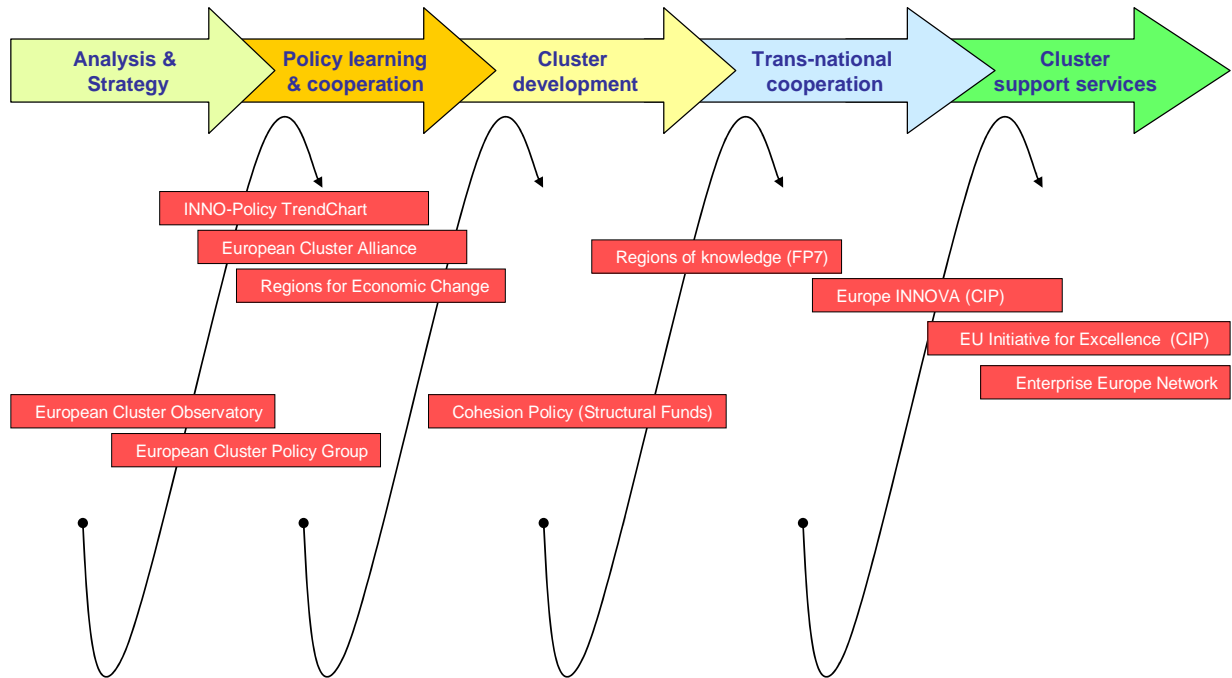 Analysis &
Strategy
Policy learning
& cooperation
Cluster
development
Trans-national
cooperation
Cluster
support services
INNO-Policy TrendChart
European Cluster Alliance
Regions for Economic Change
Regions of knowledge (FP7)
Europe INNOVA (CIP)
EU Initiative for Excellence (CIP)
Enterprise Europe Network
European Cluster Observatory
Cohesion Policy (Structural Funds)
European Cluster Policy Group